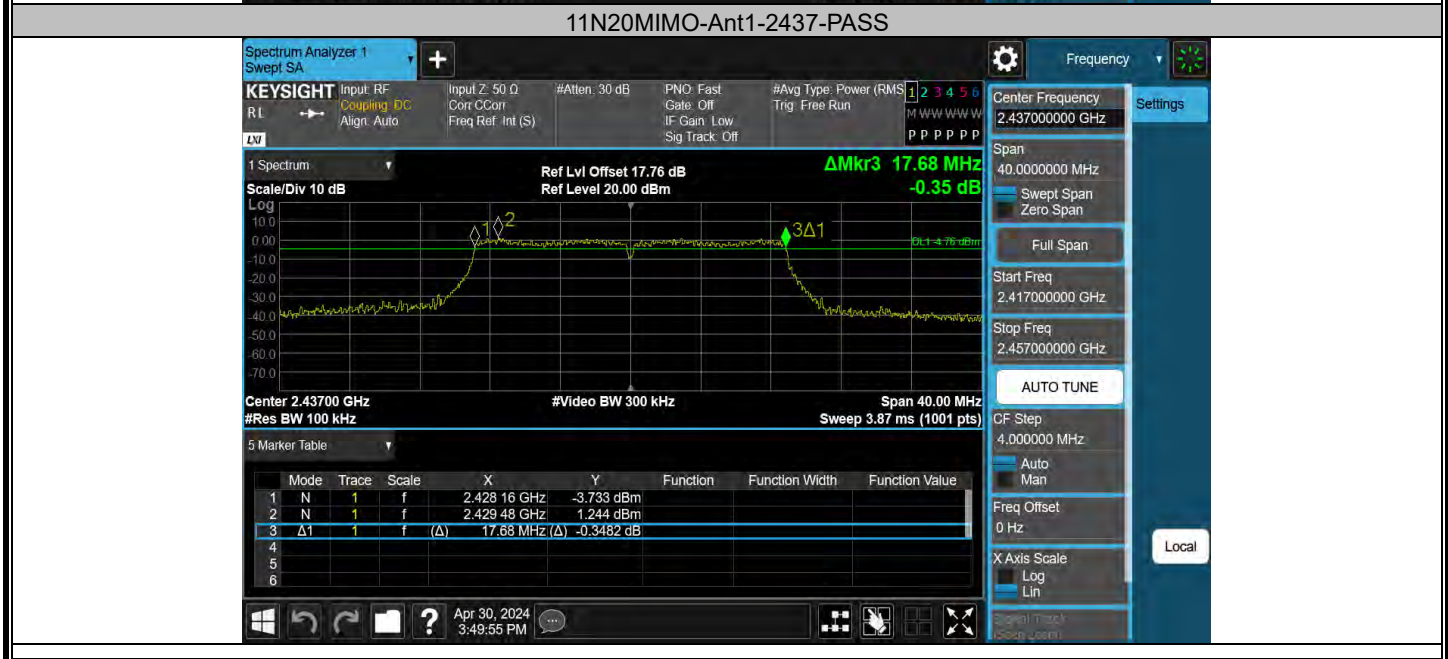 11N20MIMO-Ant1-2437-PASS
Spectrum Analyzer 1
Swept SA
+
Frequency
KEYSIGHT
RL
LXI
Input: RF
Coupling: DC
Align: Auto
Input Z: 50 Ω
Corr CCorr
Freq Ref: Int (S)
#Atten: 30 dB
PNO: Fast
Gate: Off
IF Gain: Low
Sig Track: Off
#Avg Type: Power (RMS
Trig: Free Run
1 2 3 4 5 6
M W W W W W
P P P P P P
Center Frequency
2.437000000 GHz
Settings
Span
40.0000000 MHz
Swept Span
Zero Span
Full Span
Start Freq
2.417000000 GHz
Stop Freq
2.457000000 GHz
AUTO TUNE
CF Step
4.000000 MHz
Auto
Man
Freq Offset
0 Hz
X Axis Scale
Log
Lin
Signal Track
(Span Zoom)
Local
1 Spectrum
Scale/Div 10 dB
Ref Lvl Offset 17.76 dB
Ref Level 20.00 dBm
ΔMkr3 17.68 MHz
-0.35 dB
Log
10.0
0.00
-10.0
-20.0
-30.0
-40.0
-50.0
-60.0
-70.0
1
2
3Δ1
DL1 -4.76 dBm
Center 2.43700 GHz
#Video BW 300 kHz
Span 40.00 MHz
#Res BW 100 kHz
Sweep 3.87 ms (1001 pts)
5 Marker Table
Mode Trace Scale X Y Function Function Width Function Value
1 N 1 f 2.428 16 GHz -3.733 dBm
2 N 1 f 2.429 48 GHz 1.244 dBm
3 Δ1 1 f (Δ) 17.68 MHz (Δ) -0.3482 dB
4
5
6
?
Apr 30, 2024
3:49:55 PM